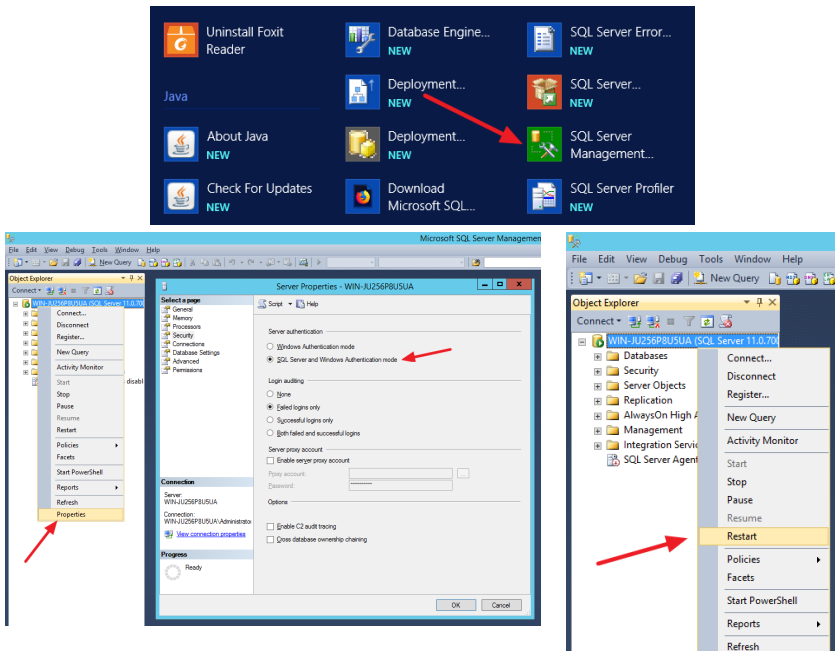 Uninstall Foxit
Reader
Database Engine...
NEW
SQL Server Error...
NEW
Java
Deployment...
NEW
SQL Server...
NEW
About Java
NEW
Deployment...
NEW
SQL Server
Management...
Check For Updates
NEW
Download
Microsoft SQL...
SQL Server Profiler
NEW
Microsoft SQL Server Managemen
File Edit View Debug Tools Window Help
New Query
Object Explorer
Connect
WIN-JU256P8U5UA (SQL Server 11.0.70
Connect...
Disconnect
Register...
New Query
Activity Monitor
Start
s disabl
Stop
Pause
Resume
Restart
Policies
Facets
Start PowerShell
Reports
Refresh
Properties
Server Properties - WIN-JU256P8U5UA
Select a page
General
Memory
Processors
Security
Connections
Database Settings
Advanced
Permissions
Script Help
Server authentication
Windows Authentication mode
SQL Server and Windows Authentication mode
Login auditing
None
Failed logins only
Successful logins only
Both failed and successful logins
Server proxy account
Enable server proxy account
Proxy account:
...
Password:
***********
Options
Enable C2 audit tracing
Cross database ownership chaining
Connection
Server:
WIN-JU256P8U5UA
Connection:
WIN-JU256P8U5UA\Administrato
View connection properties
Progress
Ready
OK Cancel
File Edit View Debug Tools Window Help
New Query
Object Explorer
Connect
WIN-JU256P8U5UA (SQL Server 11.0.700
Databases
Security
Server Objects
Replication
AlwaysOn High A
Management
Integration Servic
SQL Server Agent
Connect...
Disconnect
Register...
New Query
Activity Monitor
Start
Stop
Pause
Resume
Restart
Policies
Facets
Start PowerShell
Reports
Refresh